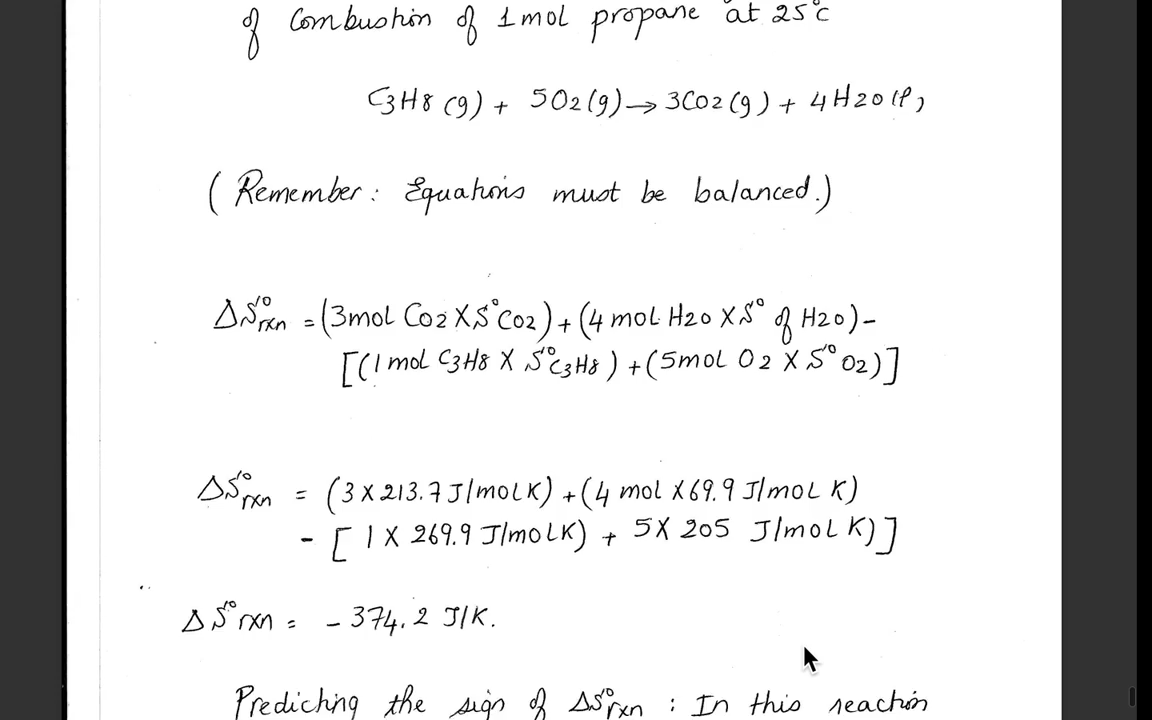 of Combustion of 1mol propane at 25°c
C3H8 (g) + 5O2 (g) → 3CO2 (g) + 4H2O (l)
(Remember: Equations must be balanced.)
ΔS°rxn = (3mol CO2 X S°CO2) + (4 mol H2O X S° of H2O) -
[(1 mol C3H8 X S°C3H8) + (5mol O2 X S°O2)]
ΔS°rxn = (3 X 213.7 J/molK) + (4 mol X 69.9 J/mol K)
- [ 1 X 269.9 J/molK) + 5X 205 J/mol K)]
ΔS°rxn = - 374.2 J/K.
Predicting the sign of ΔS°rxn : In this reaction